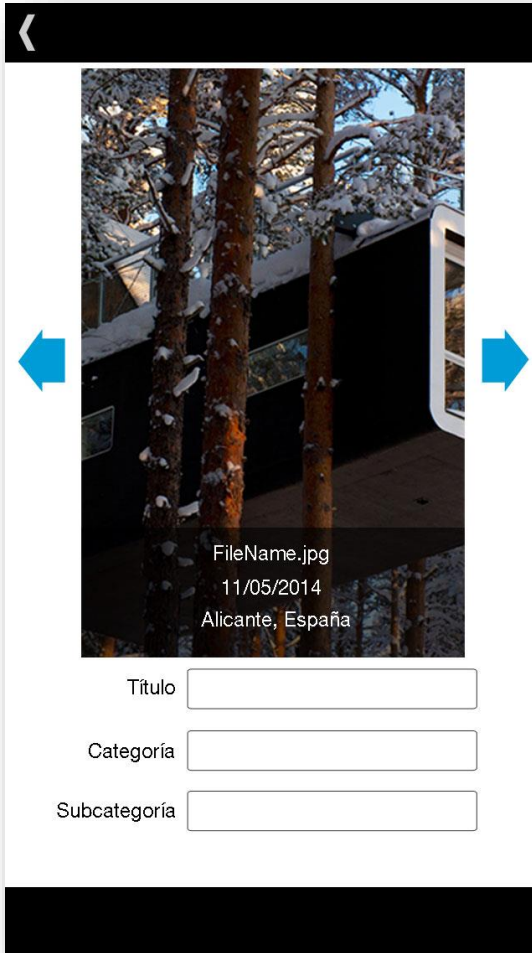 FileName.jpg
11/05/2014
Alicante, España
Título
Categoría
Subcategoría